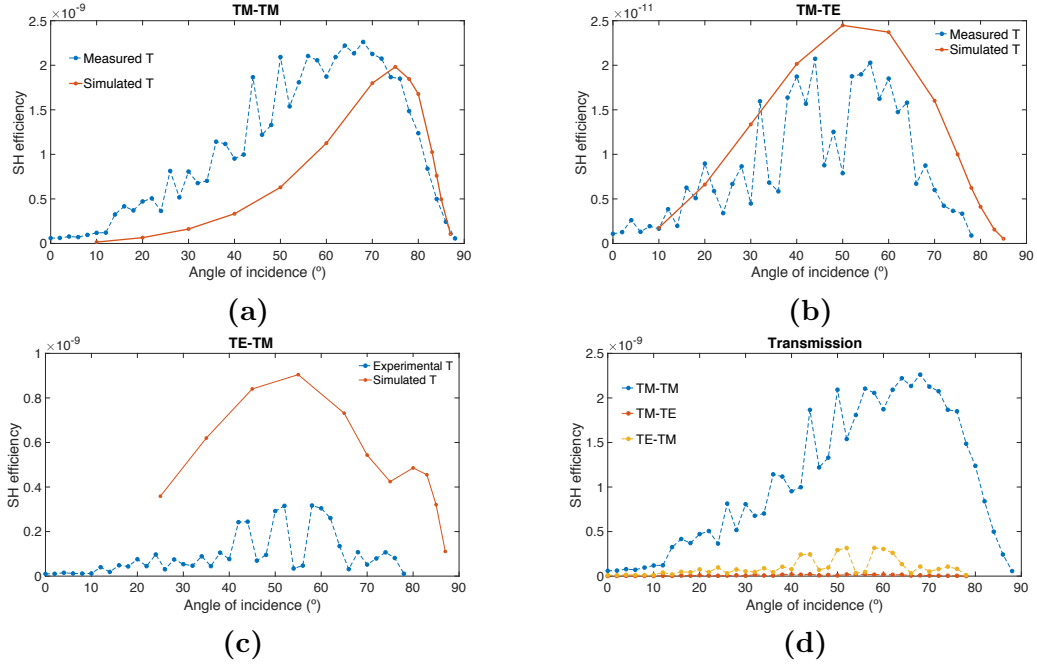 ×10⁻⁹
TM-TM
2.5
2
1.5
1
0.5
0
SH efficiency
Measured T
Simulated T
0 10 20 30 40 50 60 70 80 90
Angle of incidence (º)
(a)
×10⁻¹¹
TM-TE
2.5
2
1.5
1
0.5
0
SH efficiency
Measured T
Simulated T
0 10 20 30 40 50 60 70 80 90
Angle of incidence (º)
(b)
×10⁻⁹
TE-TM
1
0.8
0.6
0.4
0.2
0
SH efficiency
Experimental T
Simulated T
0 10 20 30 40 50 60 70 80 90
Angle of incidence (º)
(c)
×10⁻⁹
Transmission
2.5
2
1.5
1
0.5
0
SH efficiency
TM-TM
TM-TE
TE-TM
0 10 20 30 40 50 60 70 80 90
Angle of incidence (º)
(d)